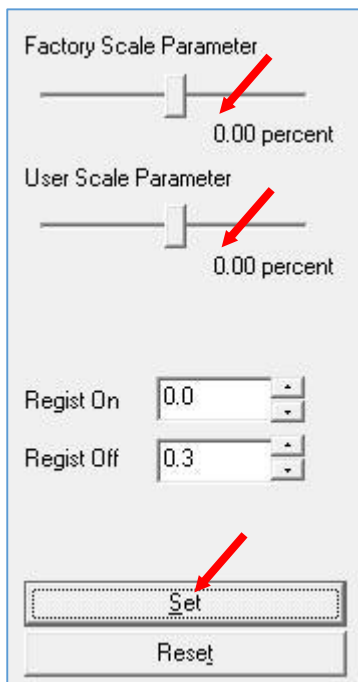 Factory Scale Parameter
0.00 percent
User Scale Parameter
0.00 percent
Regist On 0.0
Regist Off 0.3
Set
Reset